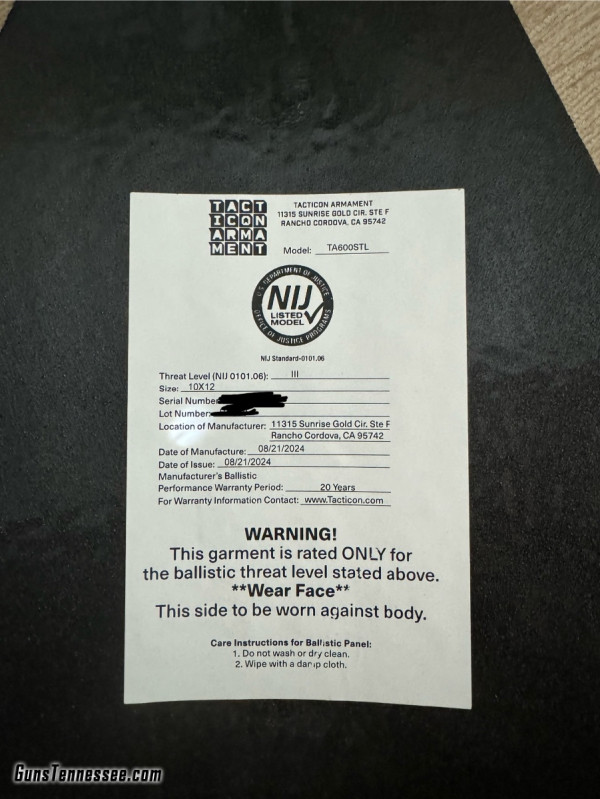 TACT
ICON
ARMA
MENT
TACTICON ARMAMENT
11315 SUNRISE GOLD CIR. STE F
RANCHO CORDOVA, CA 95742
Model: TA600STL
U.S. DEPARTMENT OF JUSTICE
NIJ
LISTED
MODEL
OFFICE OF JUSTICE PROGRAMS
NIJ Standard-0101.06
Threat Level (NIJ 0101.06): III
Size: 10X12
Serial Number
Lot Number:
Location of Manufacturer: 11315 Sunrise Gold Cir. Ste F
Rancho Cordova, CA 95742
Date of Manufacture: 08/21/2024
Date of Issue: 08/21/2024
Manufacturer's Ballistic
Performance Warranty Period: 20 Years
For Warranty Information Contact: www.Tacticon.com
WARNING!
This garment is rated ONLY for
the ballistic threat level stated above.
**Wear Face**
This side to be worn against body.
Care Instructions for Ballistic Panel:
1. Do not wash or dry clean.
2. Wipe with a damp cloth.
GunsTennessee.com